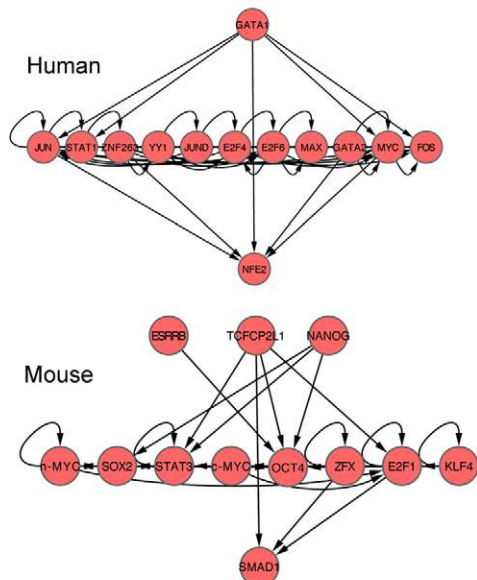 GATA1
Human
JUN STAT1 ZNF263 YY1 JUND E2F4 E2F6 MAX GATA2 MYC FOS
NFE2
ESRRB TCFCP2L1 NANOG
Mouse
n-MYC SOX2 STAT3 c-MYC OCT4 ZFX E2F1 KLF4
SMAD1